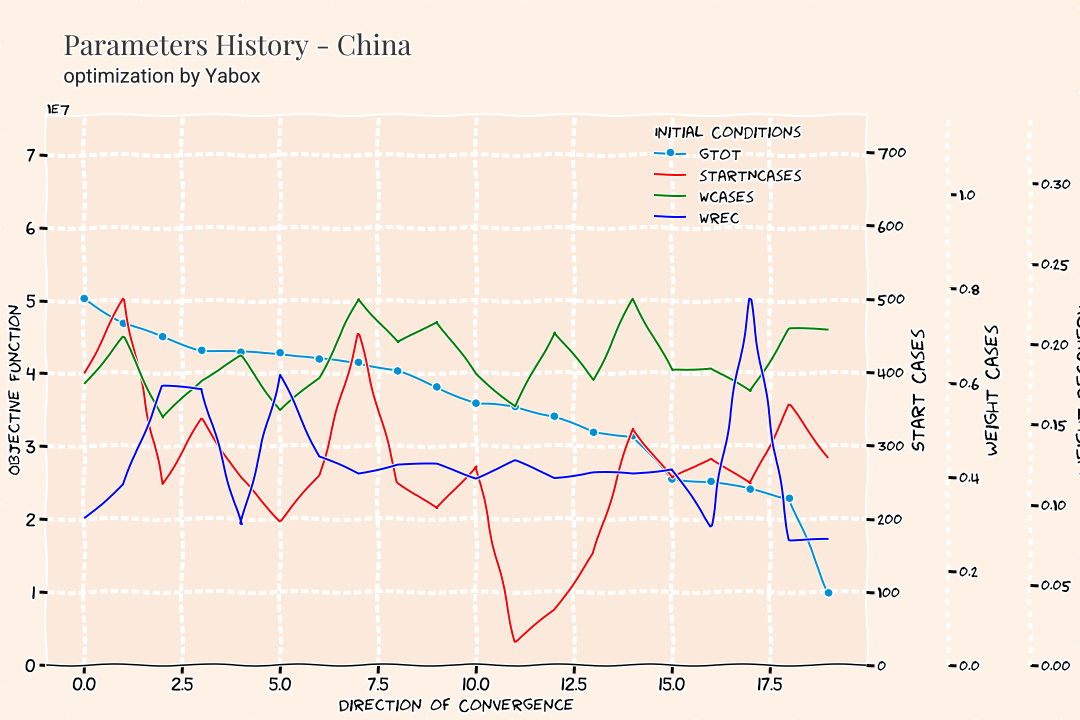 Parameters History - China
optimization by Yabox
1E7
INITIAL CONDITIONS
GTOT
STARTNCASES
WCASES
WREC
7
6
5
4
3
2
1
0
OBJECTIVE FUNCTION
0.0 2.5 5.0 7.5 10.0 12.5 15.0 17.5
DIRECTION OF CONVERGENCE
700
600
500
400
300
200
100
0
START CASES
1.0
0.8
0.6
0.4
0.2
0.0
WEIGHT CASES
0.30
0.25
0.20
0.15
0.10
0.05
0.00